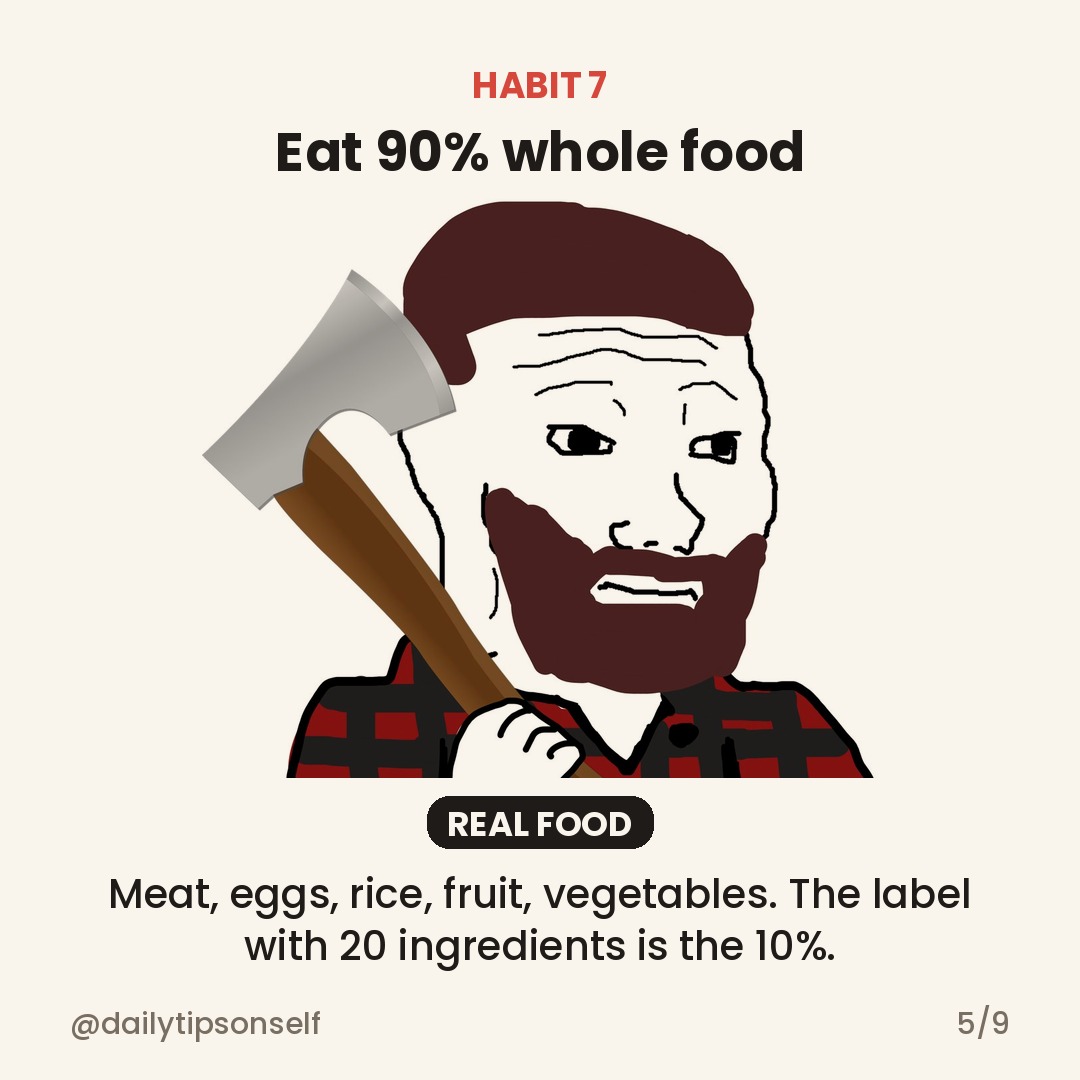 HABIT 7
Eat 90% whole food
REAL FOOD
Meat, eggs, rice, fruit, vegetables. The label
with 20 ingredients is the 10%.
@dailytipsonself
5/9